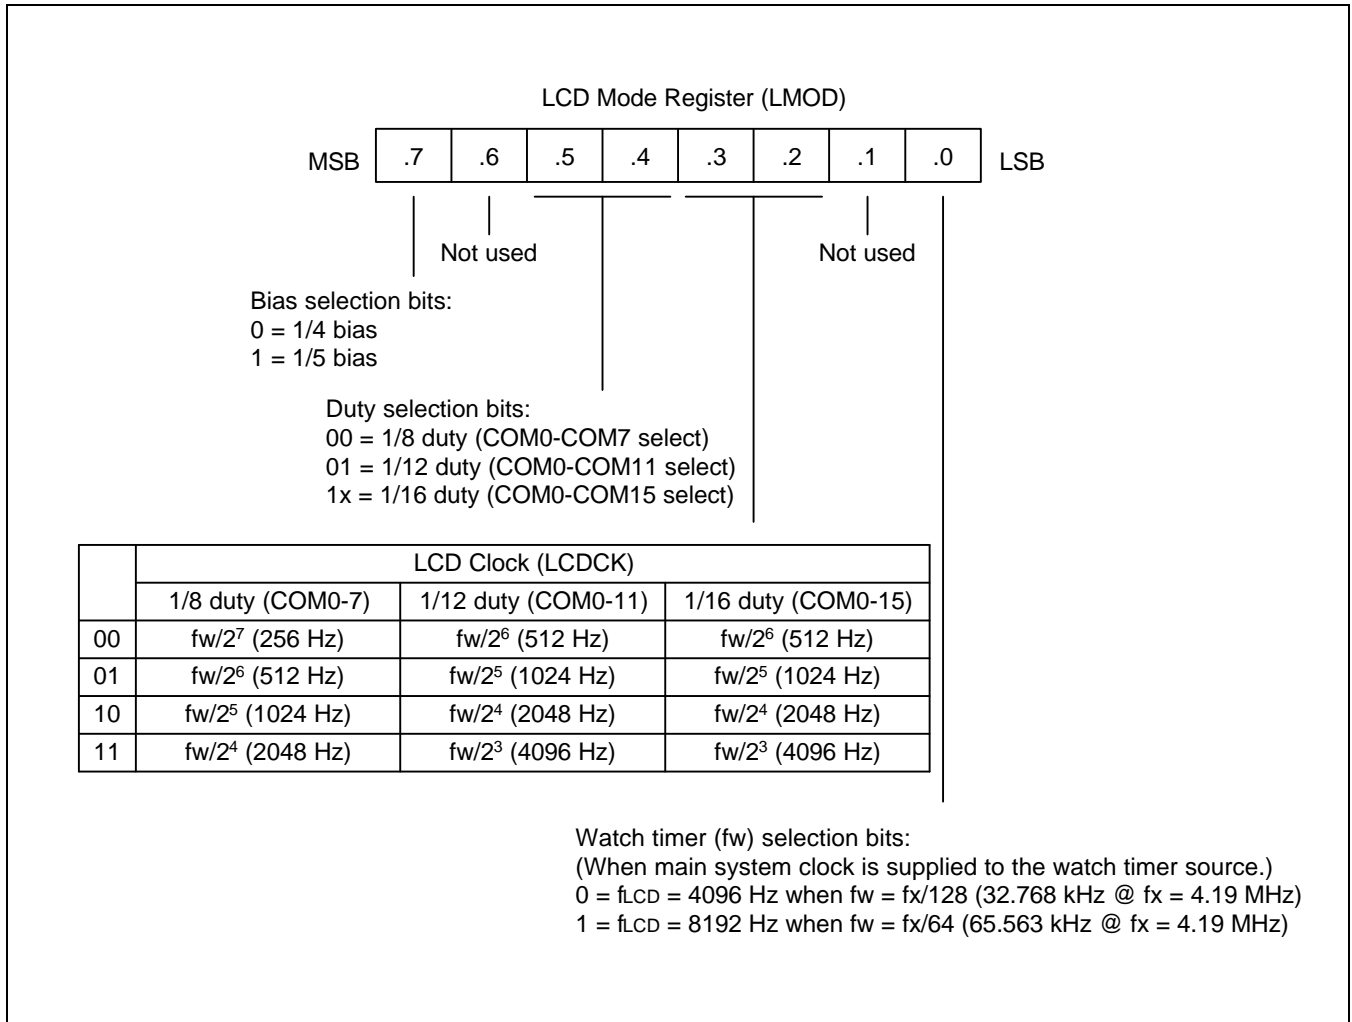 LCD Mode Register (LMOD)
MSB .7 .6 .5 .4 .3 .2 .1 .0 LSB
Not used Not used
Bias selection bits:
0 = 1/4 bias
1 = 1/5 bias
Duty selection bits:
00 = 1/8 duty (COM0-COM7 select)
01 = 1/12 duty (COM0-COM11 select)
1x = 1/16 duty (COM0-COM15 select)
LCD Clock (LCDCK)
1/8 duty (COM0-7) 1/12 duty (COM0-11) 1/16 duty (COM0-15)
00 fw/2⁷ (256 Hz) fw/2⁶ (512 Hz) fw/2⁶ (512 Hz)
01 fw/2⁶ (512 Hz) fw/2⁵ (1024 Hz) fw/2⁵ (1024 Hz)
10 fw/2⁵ (1024 Hz) fw/2⁴ (2048 Hz) fw/2⁴ (2048 Hz)
11 fw/2⁴ (2048 Hz) fw/2³ (4096 Hz) fw/2³ (4096 Hz)
Watch timer (fw) selection bits:
(When main system clock is supplied to the watch timer source.)
0 = fLCD = 4096 Hz when fw = fx/128 (32.768 kHz @ fx = 4.19 MHz)
1 = fLCD = 8192 Hz when fw = fx/64 (65.563 kHz @ fx = 4.19 MHz)